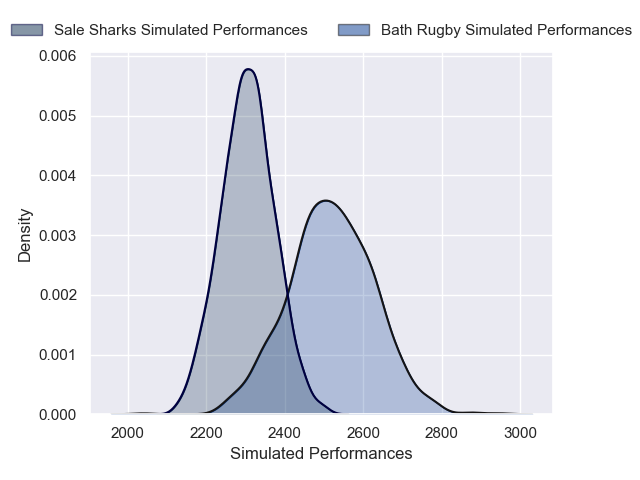 Sale Sharks Simulated Performances Bath Rugby Simulated Performances
0.006
0.005
0.004
0.003
0.002
0.001
0.000
Density
2000 2200 2400 2600 2800 3000
Simulated Performances